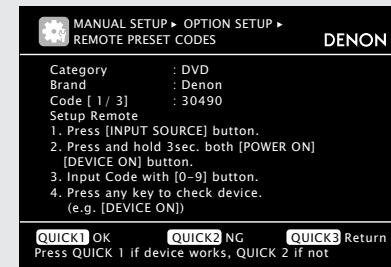 MANUAL SETUP ▸ OPTION SETUP ▸
REMOTE PRESET CODES
DENON
Category : DVD
Brand : Denon
Code [ 1/ 3] : 30490
Setup Remote
1. Press [INPUT SOURCE] button.
2. Press and hold 3sec. both [POWER ON]
[DEVICE ON] button.
3. Input Code with [0–9] button.
4. Press any key to check device.
(e.g. [DEVICE ON])
QUICK1 OK QUICK2 NG QUICK3 Return
Press QUICK 1 if device works, QUICK 2 if not